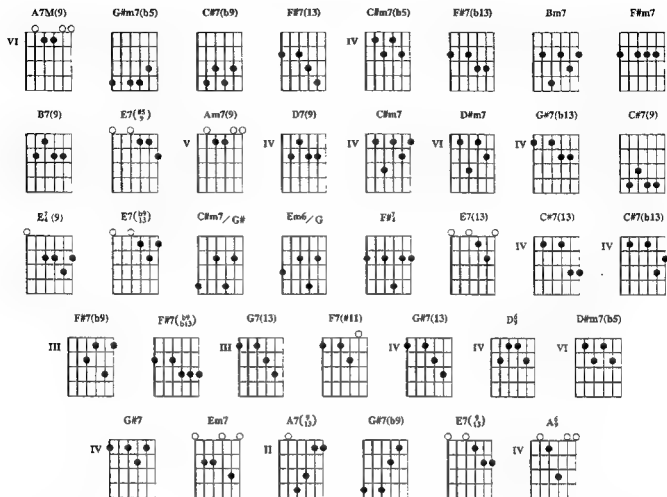 A7M(9) G#m7(b5) C#7(b9) F#7(13) C#m7(b5) F#7(b13) Bm7 F#m7
VI IV
B7(9) E7(#5 9) Am7(9) D7(9) C#m7 D#m7 G#7(b13) C#7(9)
V IV IV VI IV
E7 4 (9) E7(b9 13) C#m7/G# Em6/G F#7 4 E7(13) C#7(13) C#7(b13)
IV IV
F#7(b9) F#7(b9 b13) G7(13) F7(#11) G#7(13) D6 9 D#m7(b5)
III III IV IV VI
G#7 Em7 A7(9 13) G#7(b9) E7(9 13) A6 9
IV II IV